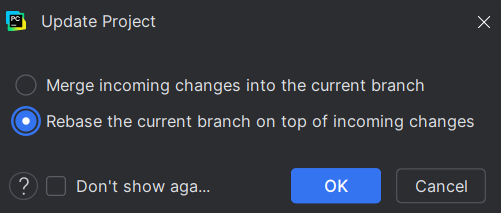 PC
Update Project
Merge incoming changes into the current branch
Rebase the current branch on top of incoming changes
?
Don't show aga...
OK
Cancel